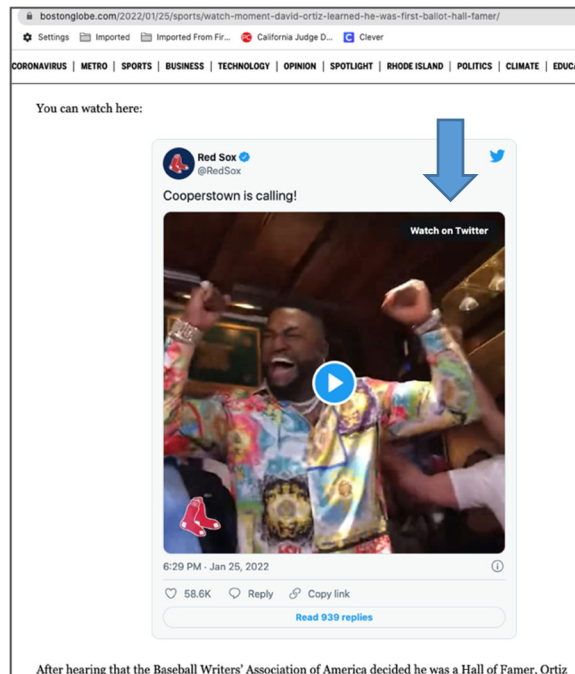 bostonglobe.com/2022/01/25/sports/watch-moment-david-ortiz-learned-he-was-first-ballot-hall-famer/
Settings Imported Imported From Fir... California Judge D... Clever
CORONAVIRUS | METRO | SPORTS | BUSINESS | TECHNOLOGY | OPINION | SPOTLIGHT | RHODE ISLAND | POLITICS | CLIMATE | EDUC
You can watch here:
Red Sox
@RedSox
Cooperstown is calling!
Watch on Twitter
6:29 PM · Jan 25, 2022
58.6K Reply Copy link
Read 939 replies
After hearing that the Baseball Writers' Association of America decided he was a Hall of Famer, Ortiz